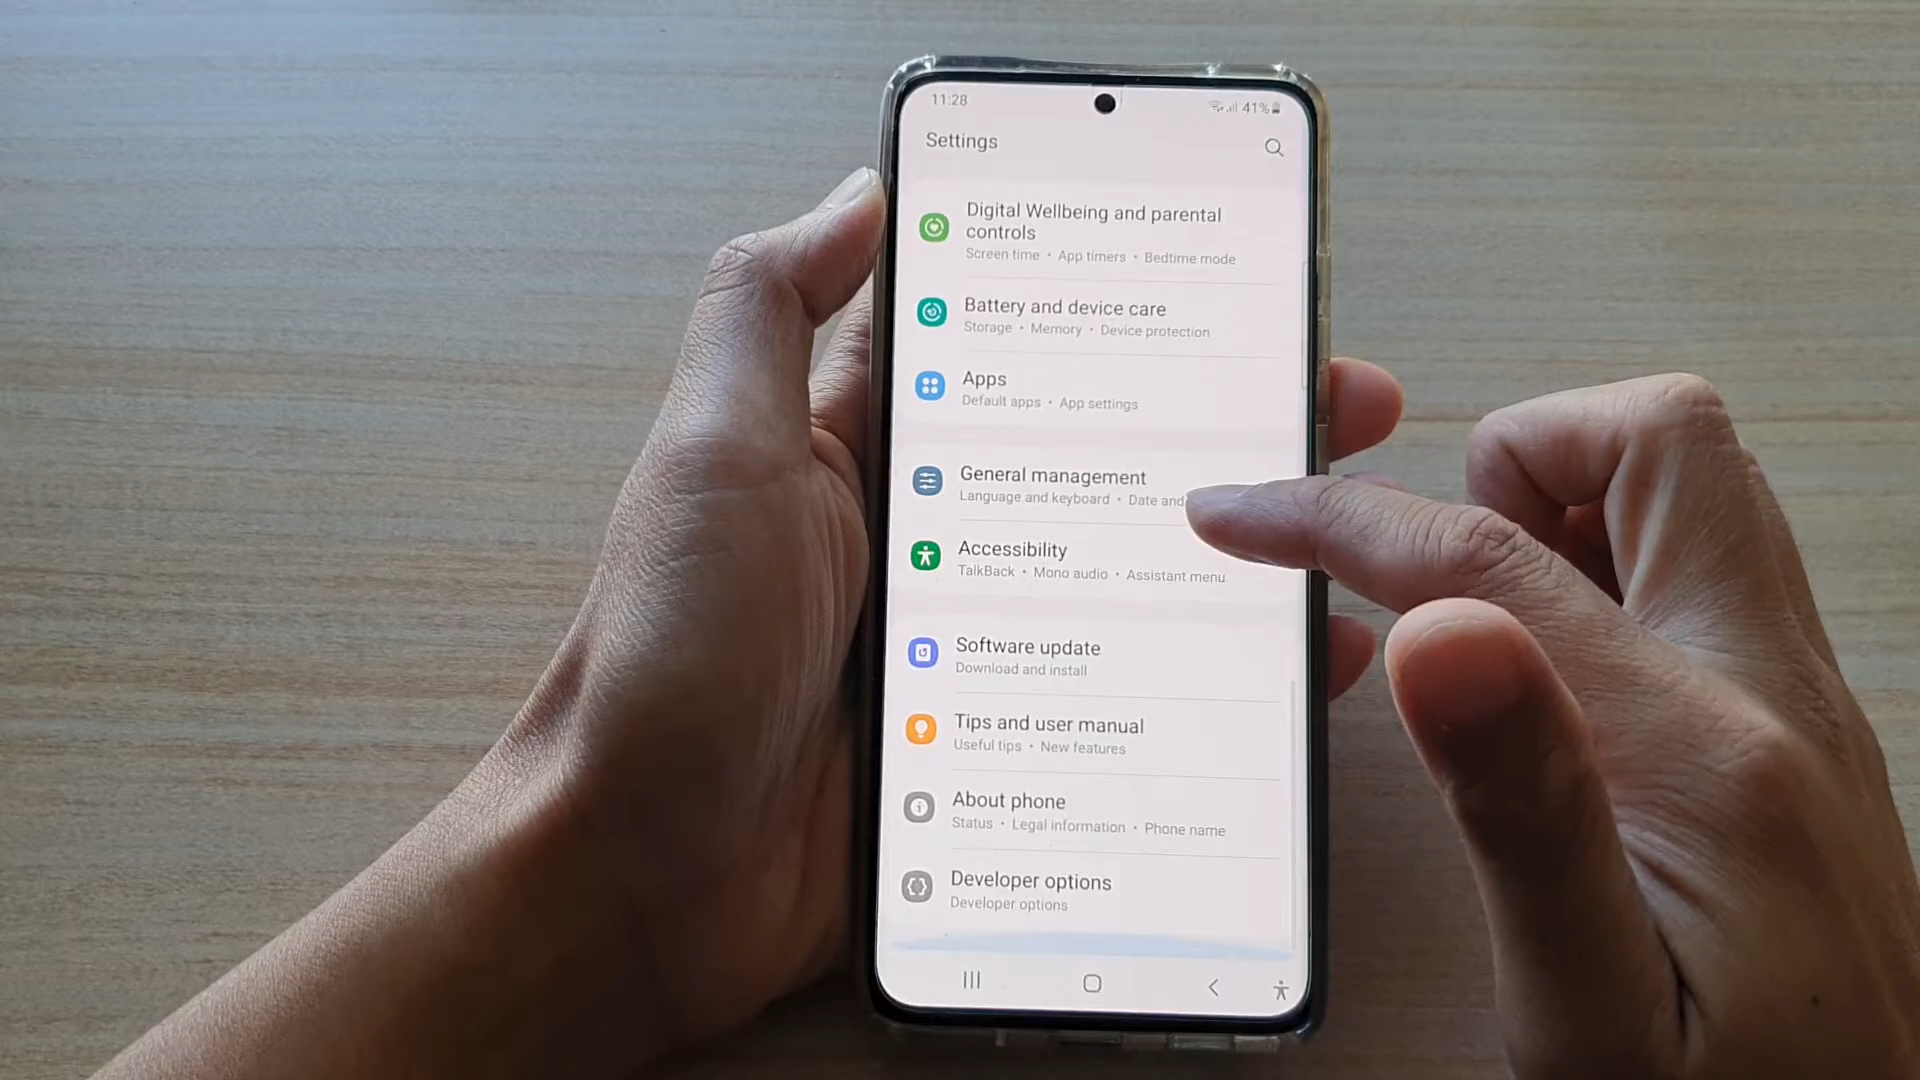 11:28
41%
Settings
Digital Wellbeing and parental
controls
Screen time • App timers • Bedtime mode
Battery and device care
Storage • Memory • Device protection
Apps
Default apps • App settings
General management
Language and keyboard • Date and
Accessibility
TalkBack • Mono audio • Assistant menu
Software update
Download and install
Tips and user manual
Useful tips • New features
About phone
Status • Legal information • Phone name
Developer options
Developer options